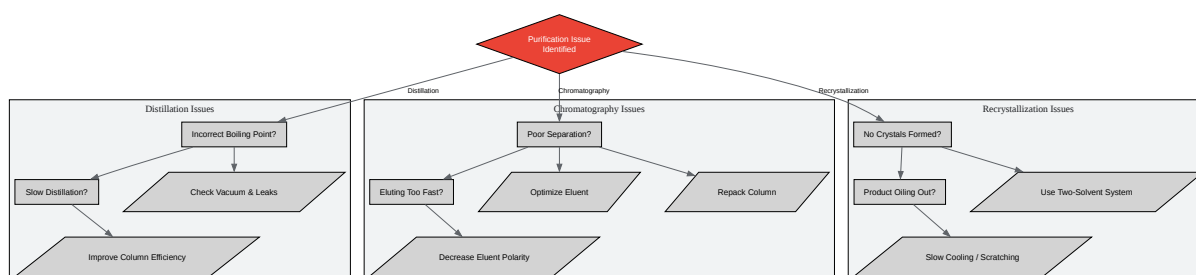 Purification Issue
Identified
Distillation
Chromatography
Recrystallization
Distillation Issues
Chromatography Issues
Recrystallization Issues
Incorrect Boiling Point?
Poor Separation?
No Crystals Formed?
Slow Distillation?
Check Vacuum & Leaks
Eluting Too Fast?
Optimize Eluent
Repack Column
Product Oiling Out?
Use Two-Solvent System
Improve Column Efficiency
Decrease Eluent Polarity
Slow Cooling / Scratching